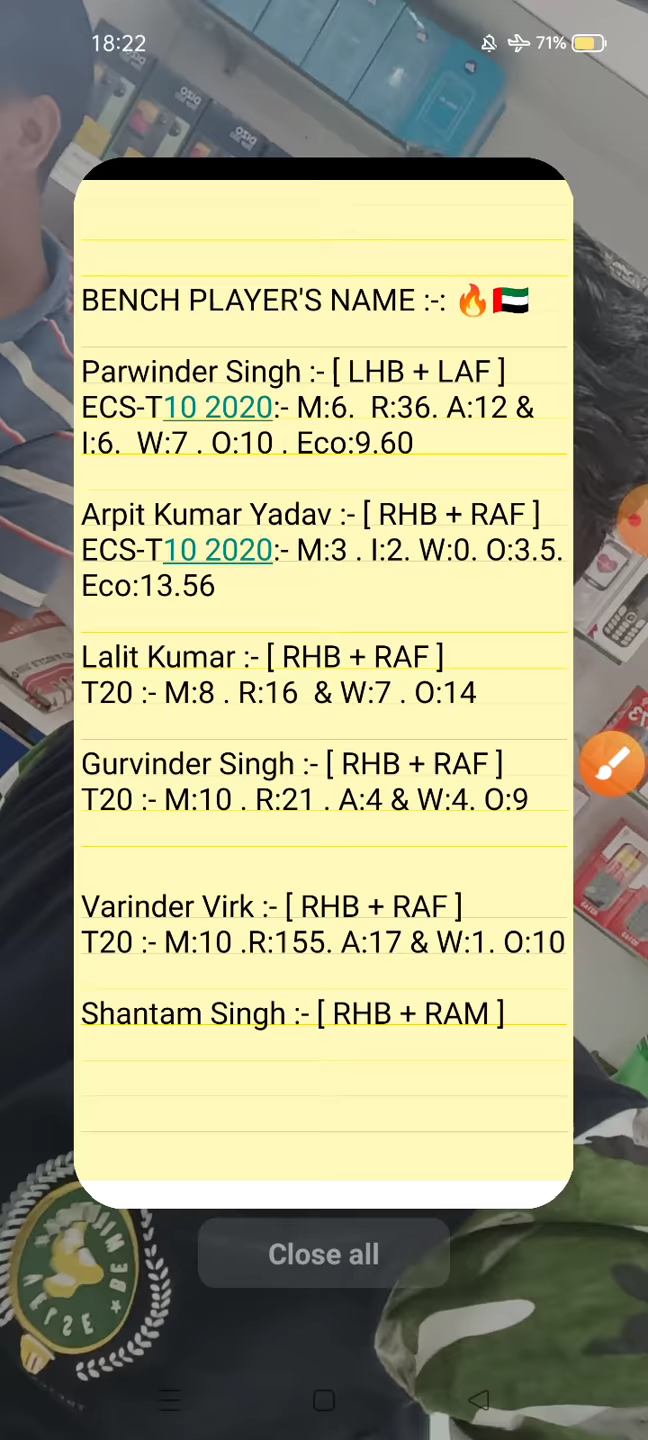 18:22
71%
BENCH PLAYER'S NAME :-: 🔥🇦🇪
Parwinder Singh :- [ LHB + LAF ]
ECS-T10 2020:- M:6.  R:36. A:12 &
I:6.  W:7 . O:10 . Eco:9.60
Arpit Kumar Yadav :- [ RHB + RAF ]
ECS-T10 2020:- M:3 . I:2. W:0. O:3.5.
Eco:13.56
Lalit Kumar :- [ RHB + RAF ]
T20 :- M:8 . R:16  & W:7 . O:14
Gurvinder Singh :- [ RHB + RAF ]
T20 :- M:10 . R:21 . A:4 & W:4. O:9
Varinder Virk :- [ RHB + RAF ]
T20 :- M:10 .R:155. A:17 & W:1. O:10
Shantam Singh :- [ RHB + RAM ]
Close all